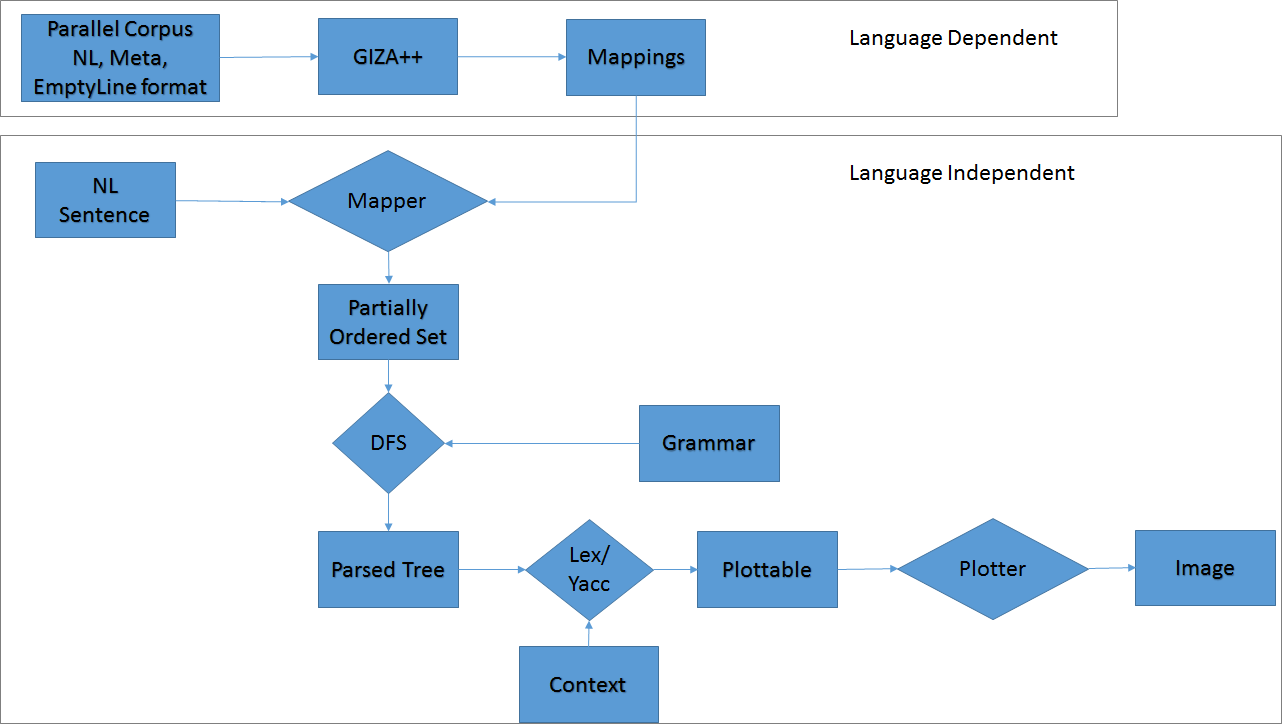 Parallel Corpus
NL, Meta,
EmptyLine format
GIZA++
Mappings
Language Dependent
Language Independent
NL
Sentence
Mapper
Partially
Ordered Set
DFS
Grammar
Parsed Tree
Lex/
Yacc
Plottable
Plotter
Image
Context